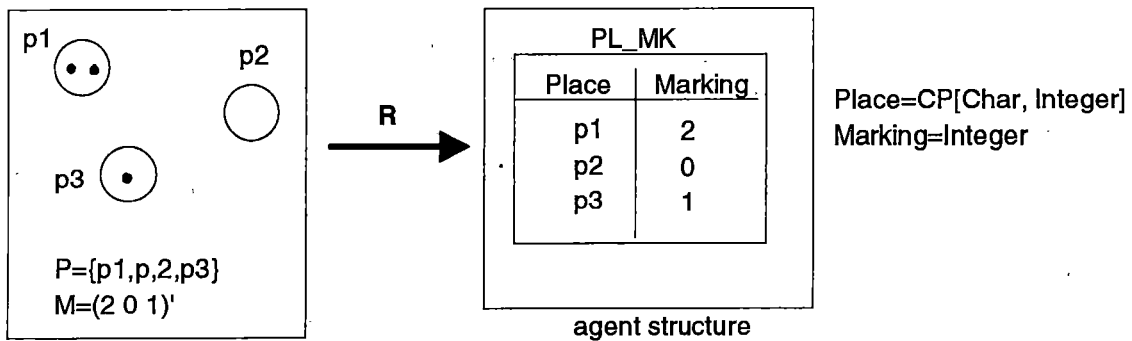 p1
p2
p3
P={p1,p,2,p3}
M=(2 0 1)'
R
PL_MK
Place Marking
p1 2
p2 0
p3 1
agent structure
Place=CP[Char, Integer]
Marking=Integer